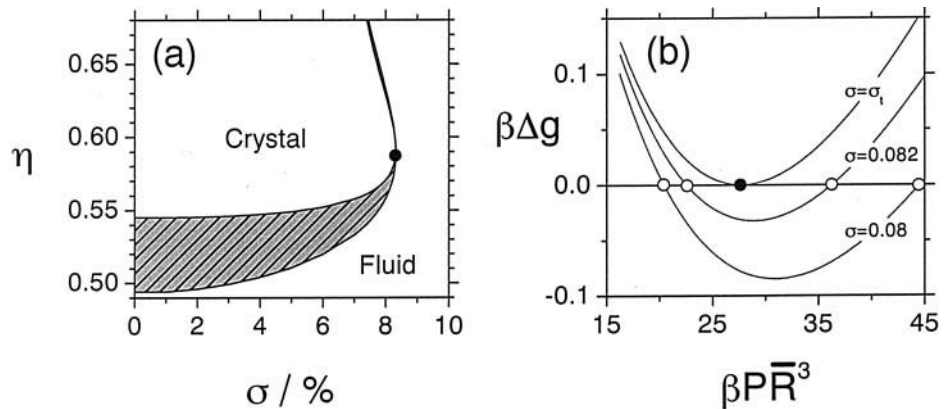 (a)
0.65
0.60
η
0.55
0.50
Crystal
Fluid
0 2 4 6 8 10
σ / %
(b)
0.1
βΔg
0.0
-0.1
σ=σₜ
σ=0.082
σ=0.08
15 25 35 45
βPR̅³